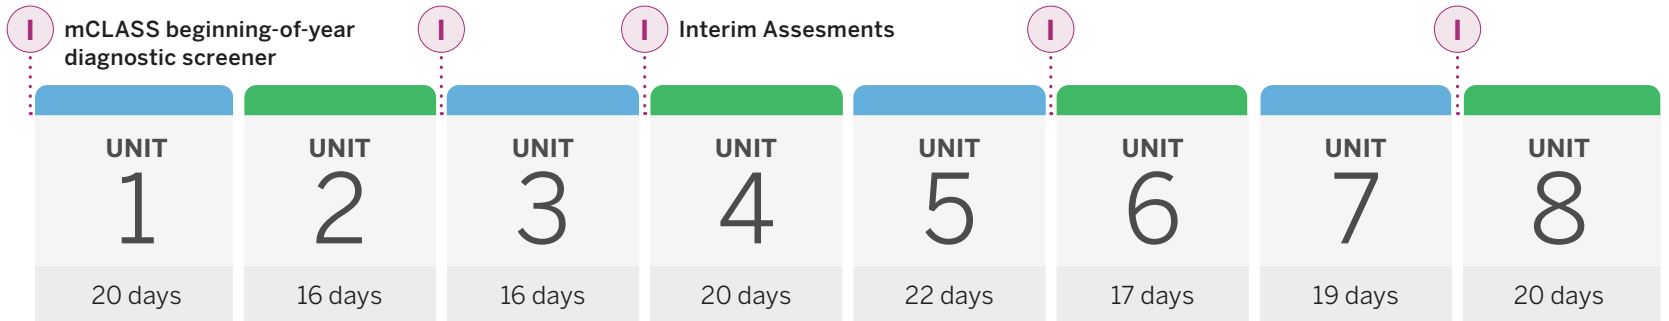 I mCLASS beginning-of-year
diagnostic screener
I
I Interim Assesments
I
I
UNIT
1
20 days
UNIT
2
16 days
UNIT
3
16 days
UNIT
4
20 days
UNIT
5
22 days
UNIT
6
17 days
UNIT
7
19 days
UNIT
8
20 days